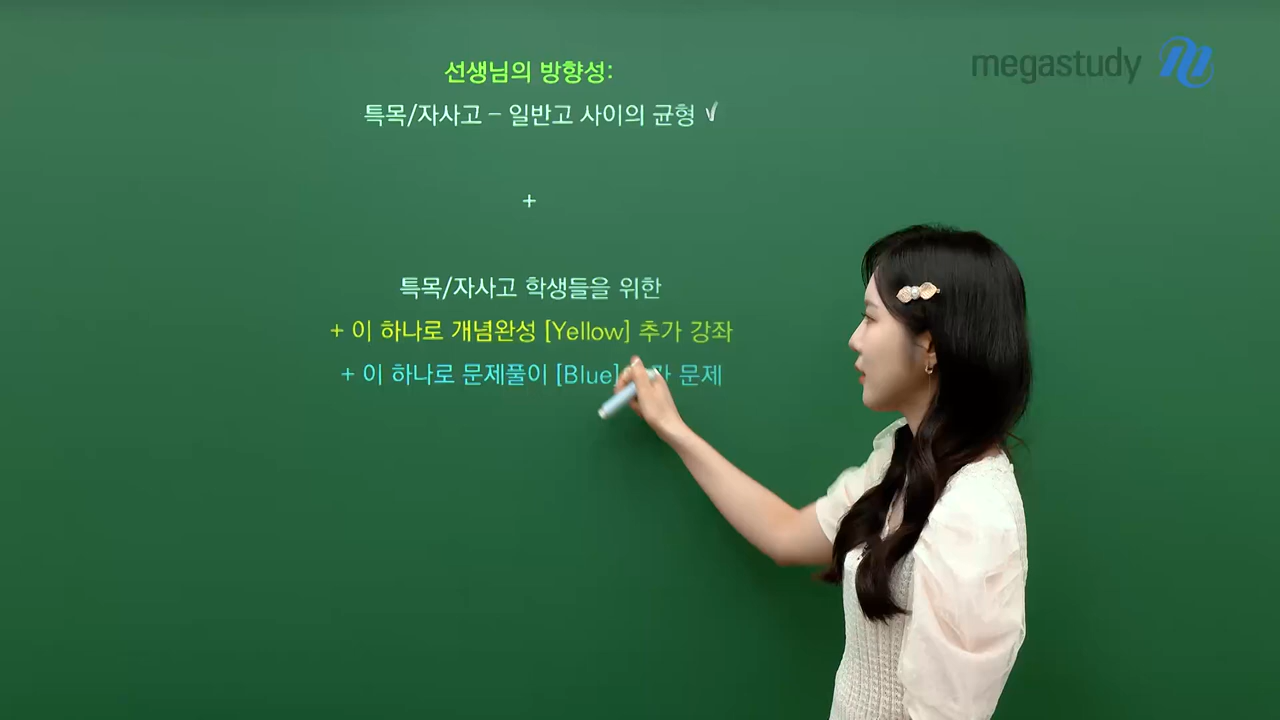 선생님의 방향성:
megastudy
특목/자사고 – 일반고 사이의 균형 √
+
특목/자사고 학생들을 위한
+ 이 하나로 개념완성 [Yellow] 추가 강좌
+ 이 하나로 문제풀이 [Blue] 문제